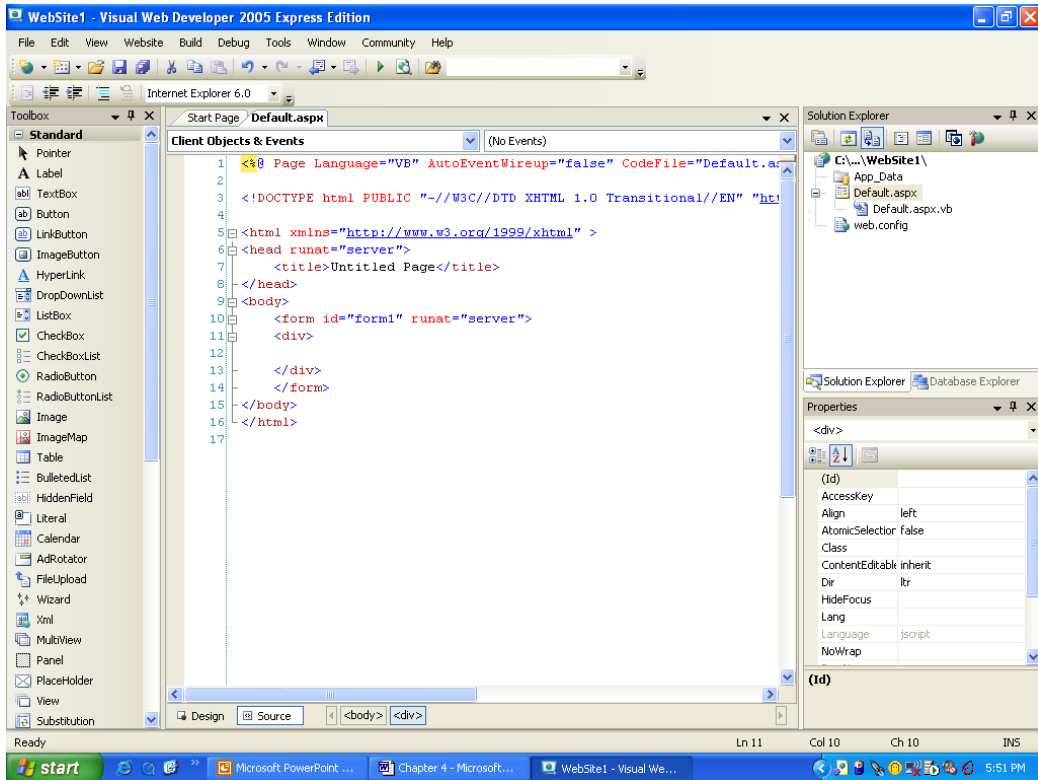 WebSite1 - Visual Web Developer 2005 Express Edition
File Edit View Website Build Debug Tools Window Community Help
Internet Explorer 6.0
Toolbox
Standard
Pointer
A Label
abl TextBox
ab Button
ab LinkButton
ImageButton
A HyperLink
DropDownList
ListBox
CheckBox
CheckBoxList
RadioButton
RadioButtonList
Image
ImageMap
Table
BulletedList
abl HiddenField
Literal
Calendar
AdRotator
FileUpload
Wizard
Xml
MultiView
Panel
PlaceHolder
View
Substitution
Start Page Default.aspx
Client Objects & Events (No Events)
1 <%@ Page Language="VB" AutoEventWireup="false" CodeFile="Default.as
2
3 <!DOCTYPE html PUBLIC "-//W3C//DTD XHTML 1.0 Transitional//EN" "htt
4
5 <html xmlns="http://www.w3.org/1999/xhtml" >
6 <head runat="server">
7 <title>Untitled Page</title>
8 </head>
9 <body>
10 <form id="form1" runat="server">
11 <div>
12
13 </div>
14 </form>
15 </body>
16 </html>
17
Design Source <body> <div>
Solution Explorer
C:\...\WebSite1\
App_Data
Default.aspx
Default.aspx.vb
web.config
Solution Explorer Database Explorer
Properties
<div>
(Id)
AccessKey
Align left
AtomicSelection false
Class
ContentEditable inherit
Dir ltr
HideFocus
Lang
Language jscript
NoWrap
(Id)
Ready Ln 11 Col 10 Ch 10 INS
start Microsoft PowerPoint ... Chapter 4 - Microsoft... WebSite1 - Visual We... 5:51 PM